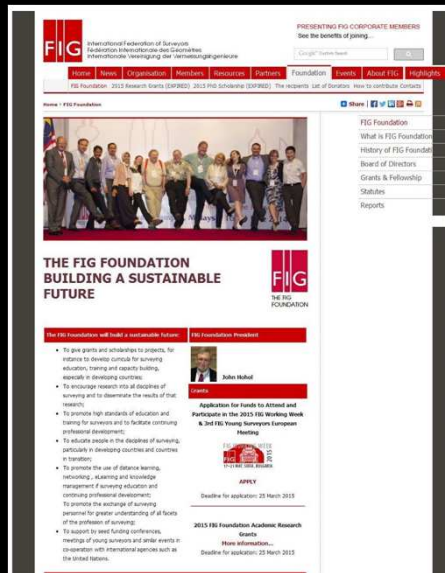 PRESENTING FIG CORPORATE MEMBERS
See the benefits of joining...
FIG
International Federation of Surveyors
Fédération Internationale des Géomètres
Internationale Vereinigung der Vermessungsingenieure
Google Custom Search
Home News Organisation Members Resources Partners Foundation Events About FIG Highlights
FIG Foundation 2015 Research Grants (EXPIRED) 2015 PhD Scholarship (EXPIRED) The recipients List of Donators How to contribute Contacts
Home > FIG Foundation
Share
FIG Foundation
What is FIG Foundation
History of FIG Foundati
Board of Directors
Grants & Fellowship
Statutes
Reports
THE FIG FOUNDATION
BUILDING A SUSTAINABLE
FUTURE
FIG
THE FIG
FOUNDATION
The FIG Foundation will build a sustainable future:
To give grants and scholarships to projects, for
instance to develop curricula for surveying
education, training and capacity building,
especially in developing countries;
To encourage research into all disciplines of
surveying and to disseminate the results of that
research;
To promote high standards of education and
training for surveyors and to facilitate continuing
professional development;
To educate people in the disciplines of surveying,
particularly in developing countries and countries
in transition;
To promote the use of distance learning,
networking, eLearning and knowledge
management if surveying education and
continuing professional development;
To promote the exchange of surveying
personnel for greater understanding of all facets
of the profession of surveying;
To support by seed funding conferences,
meetings of young surveyors and similar events in
co-operation with international agencies such as
the United Nations.
FIG Foundation President
John Hohol
Grants
Application for Funds to Attend and
Participate in the 2015 FIG Working Week
& 3rd FIG Young Surveyors European
Meeting
FIG WORKING WEEK
2015
APPLY
Deadline for application: 25 March 2015
2015 FIG Foundation Academic Research
Grants
More information...
Deadline for application: 25 March 2015